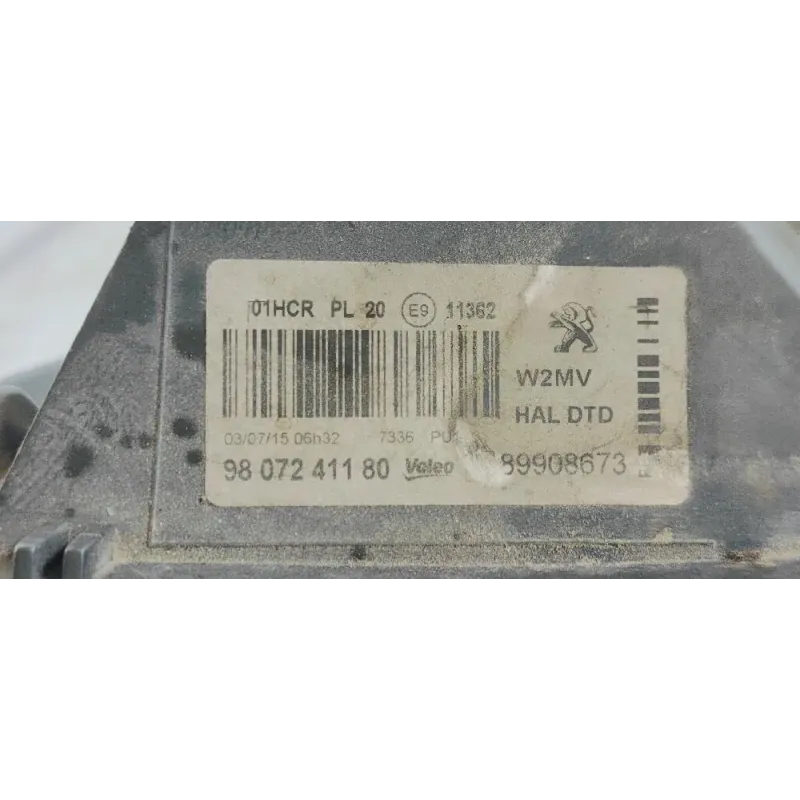 01HCR PL 20 E9 11362
W2MV
HAL DTD
03/07/15 06h32 7336
98 072 411 80 Valeo 89908673